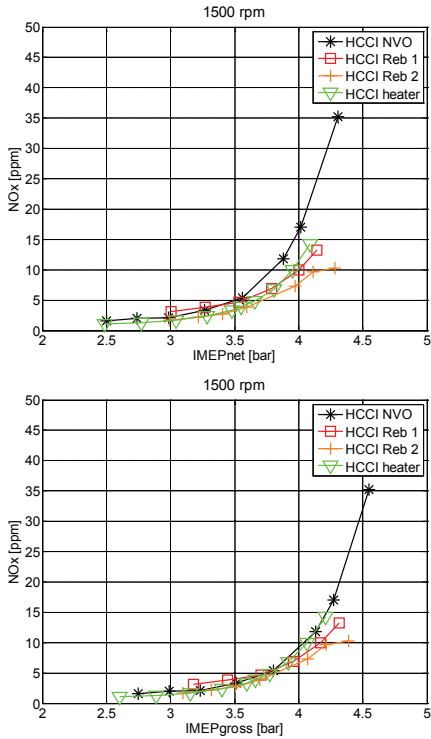 1500 rpm
50
45
40
35
30
25
20
15
10
5
0
NOx [ppm]
HCCI NVO
HCCI Reb 1
HCCI Reb 2
HCCI heater
2 2.5 3 3.5 4 4.5 5
IMEPnet [bar]
1500 rpm
50
45
40
35
30
25
20
15
10
5
0
NOx [ppm]
HCCI NVO
HCCI Reb 1
HCCI Reb 2
HCCI heater
2 2.5 3 3.5 4 4.5 5
IMEPgross [bar]